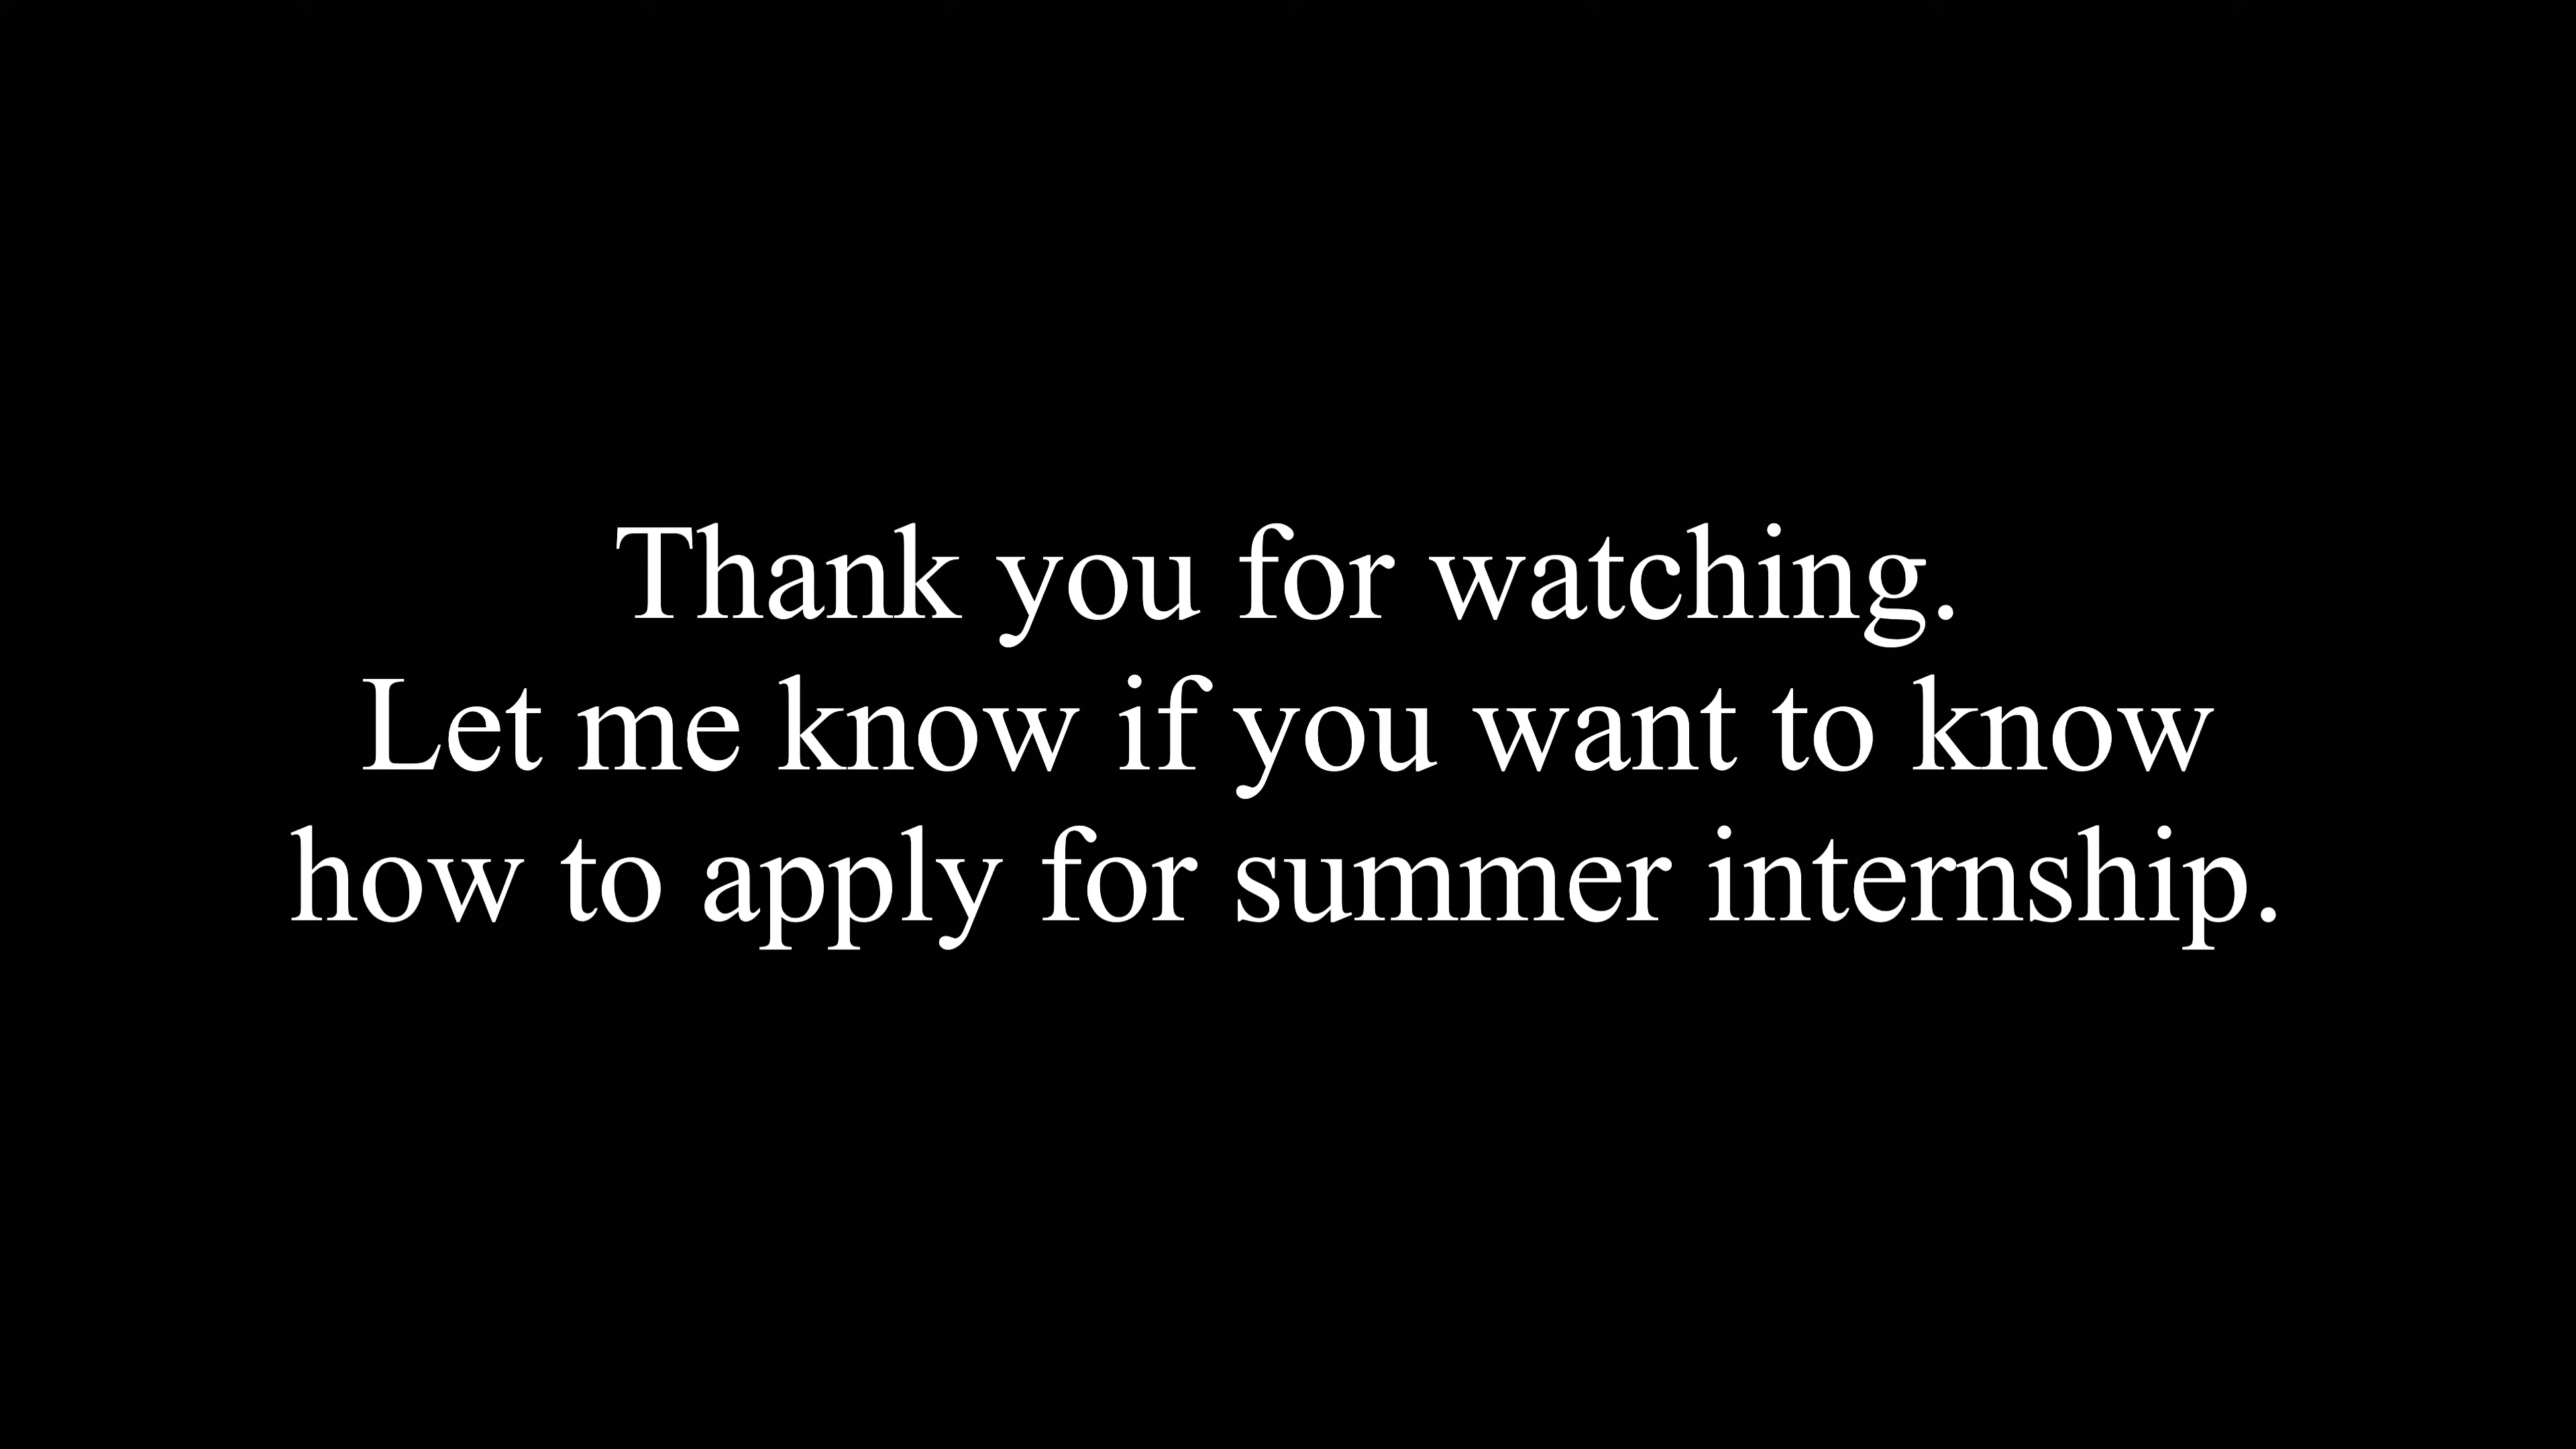 Thank you for watching.
Let me know if you want to know
how to apply for summer internship.